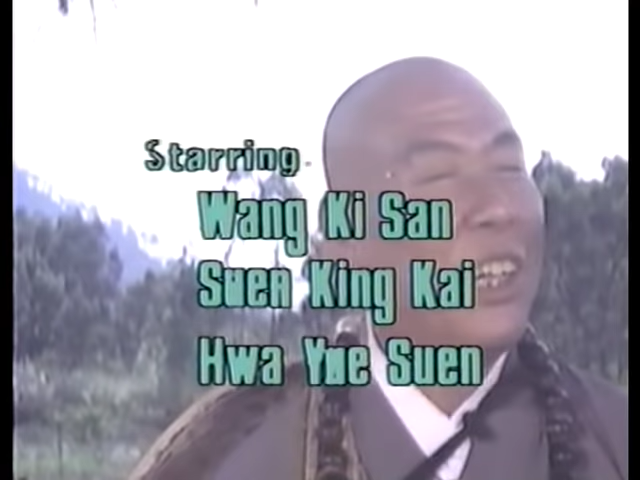 Starring
Wang Ki San
Suen King Kai
Hwa Yue Suen